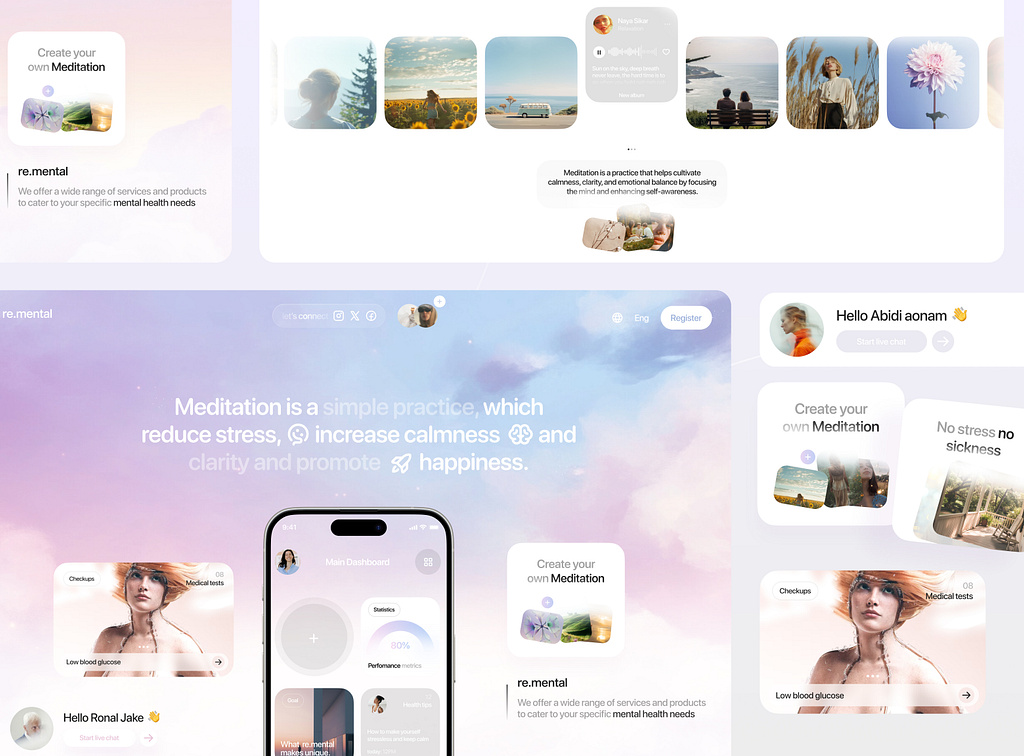 Create your
own Meditation
re.mental
We offer a wide range of services and products
to cater to your specific mental health needs
Naya Sikar
View album
Meditation is a practice that helps cultivate
calmness, clarity, and emotional balance by focusing
the mind and enhancing self-awareness.
re.mental
let's connect
Eng
Register
Meditation is a simple practice, which
reduce stress, increase calmness and
clarity and promote happiness.
Checkups
08
Medical tests
Low blood glucose
Hello Ronal Jake 👋
Start live chat
9:41
Main Dashboard
+
Statistics
80%
Perfomance metrics
Goal
What re.mental
makes unique.
Health tips
Create your
own Meditation
re.mental
We offer a wide range of services and products
to cater to your specific mental health needs
Hello Abidi aonam 👋
Start live chat
Create your
own Meditation
No stress no
sickness
Checkups
08
Medical tests
Low blood glucose